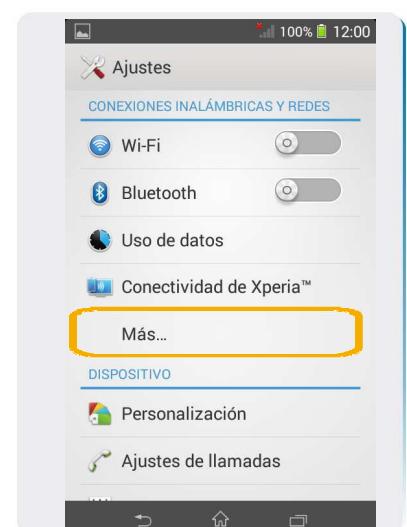 100% 12:00
Ajustes
CONEXIONES INALÁMBRICAS Y REDES
Wi-Fi
Bluetooth
Uso de datos
Conectividad de Xperia™
Más...
DISPOSITIVO
Personalización
Ajustes de llamadas